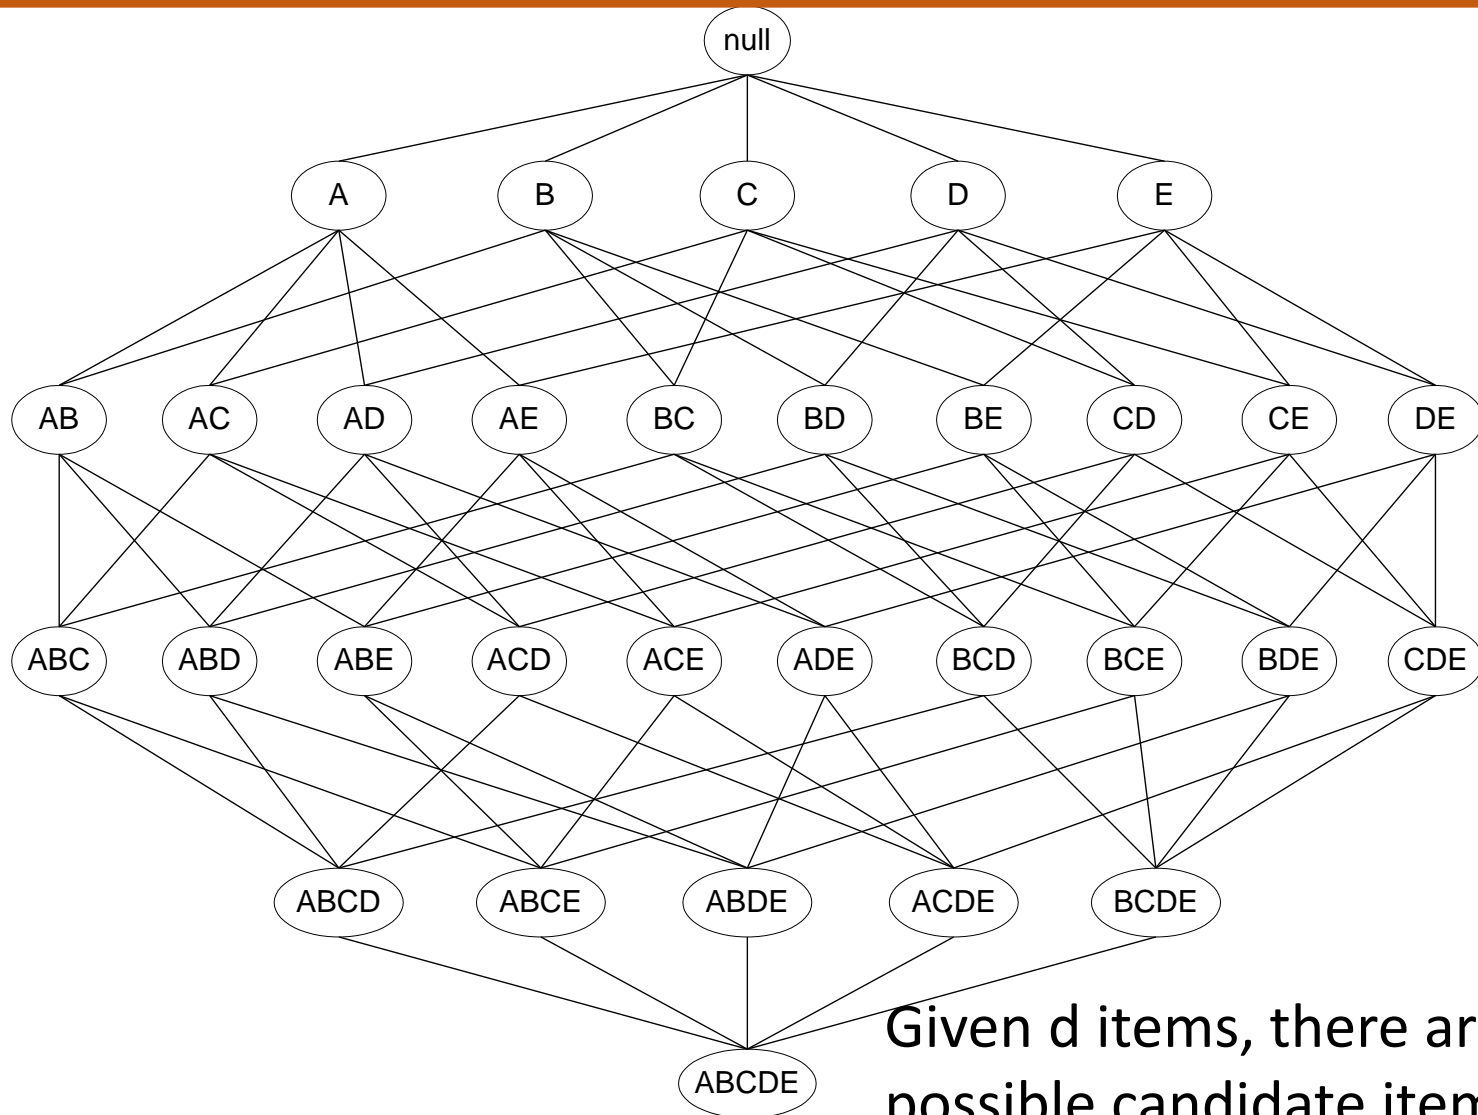 null
A B C D E
AB AC AD AE BC BD BE CD CE DE
ABC ABD ABE ACD ACE ADE BCD BCE BDE CDE
ABCD ABCE ABDE ACDE BCDE
Given d items, there ar
ABCDE
possible candidate item